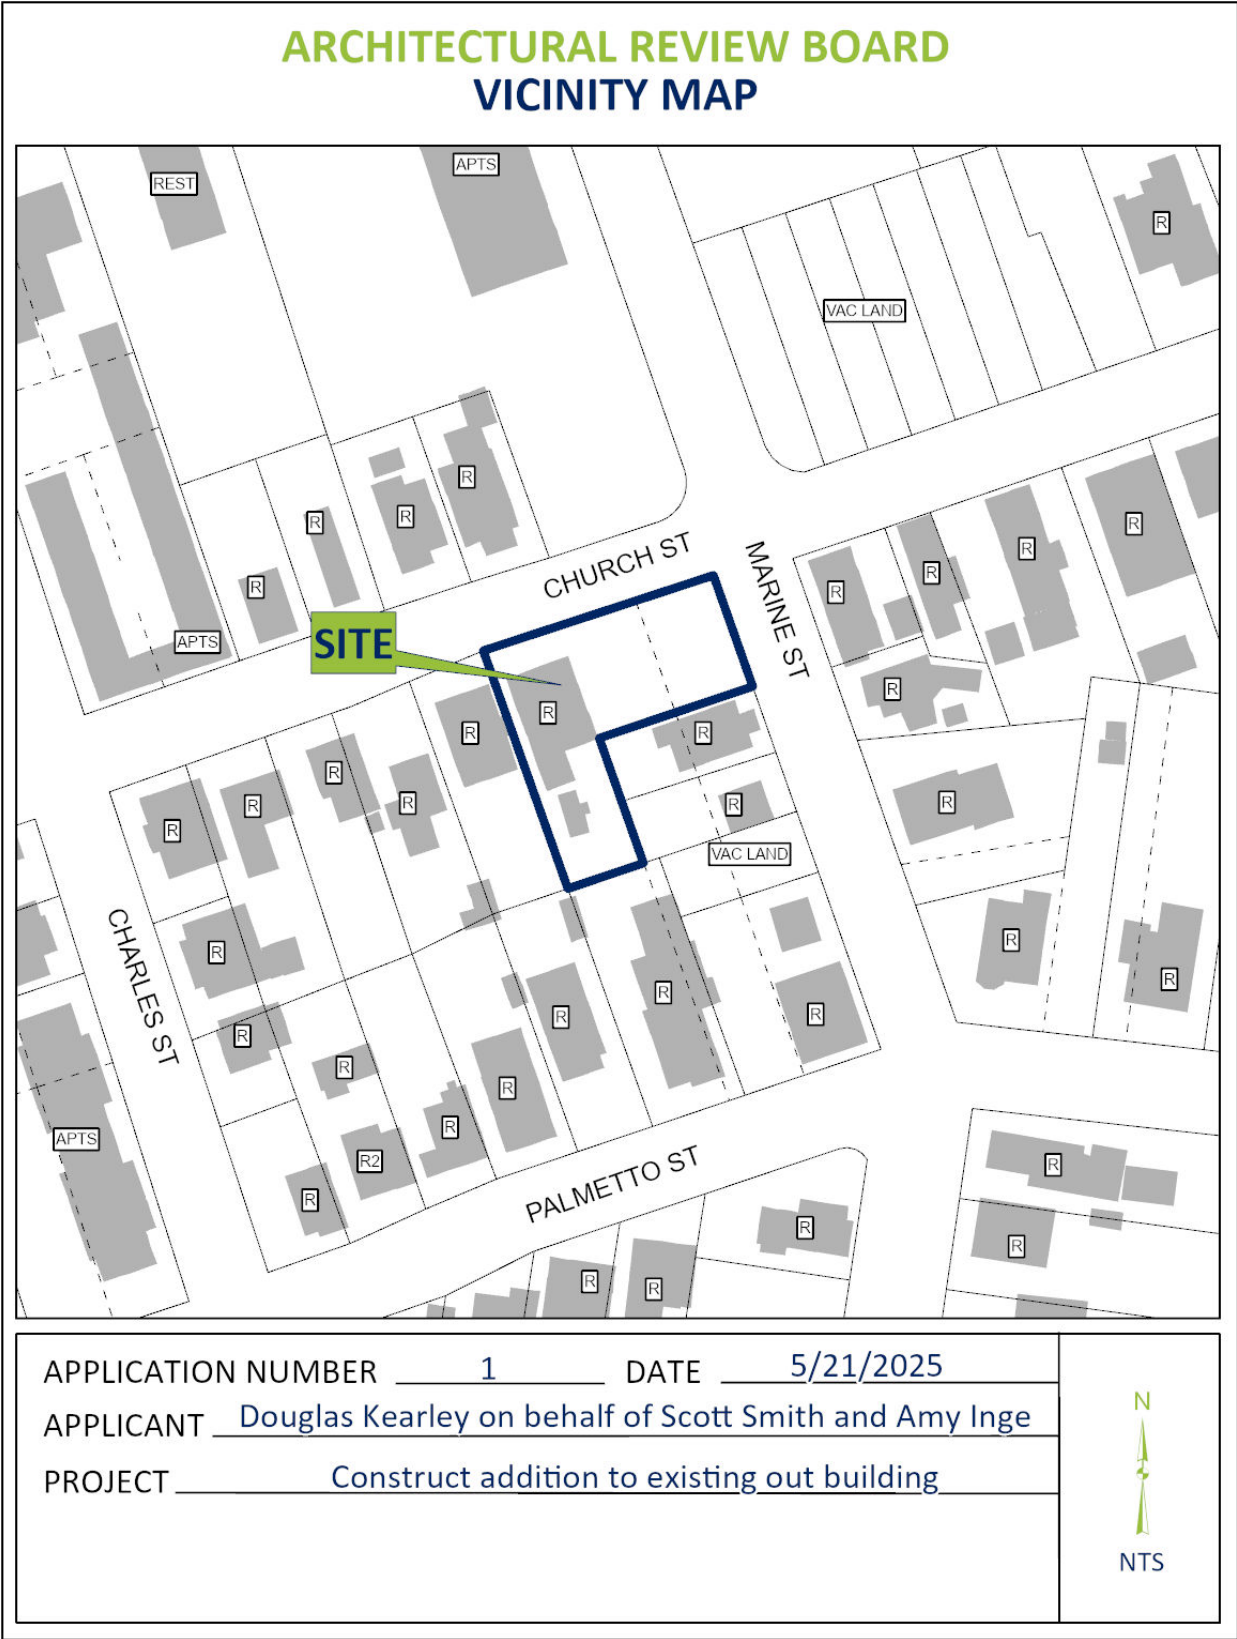 ARCHITECTURAL REVIEW BOARD
VICINITY MAP
REST
APTS
R
VAC LAND
R
R
R
R
CHURCH ST
MARINE ST
R
R
R
R
R
APTS
SITE
R
R
R
R
R
R
R
R
R
R
VAC LAND
R
R
R
R
CHARLES ST
R
R
R
R
R
R
R
APTS
R
R2
R
PALMETTO ST
R
R
R
R
R
APPLICATION NUMBER 1 DATE 5/21/2025
APPLICANT Douglas Kearley on behalf of Scott Smith and Amy Inge
PROJECT Construct addition to existing out building
N
NTS